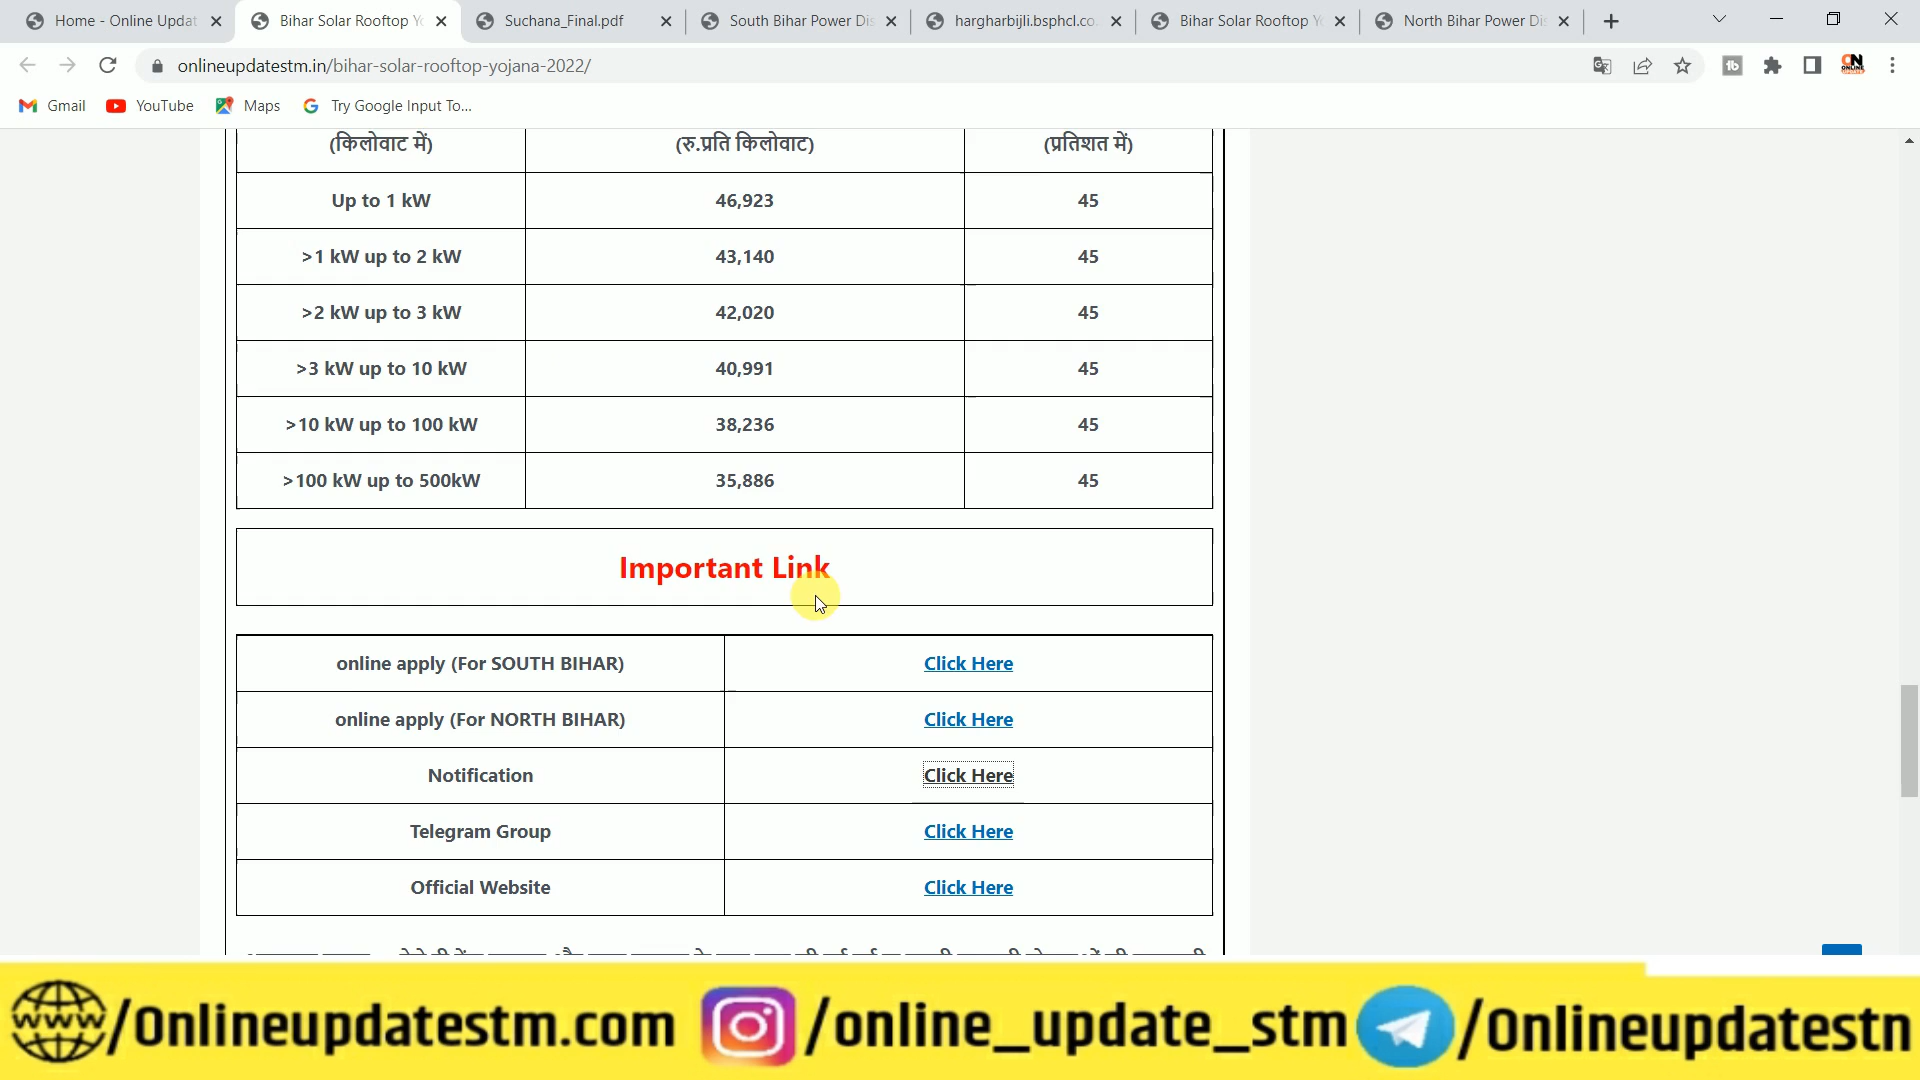 Home - Online Updat
Bihar Solar Rooftop Y
Suchana_Final.pdf
South Bihar Power Dis
hargharbijli.bsphcl.co.
Bihar Solar Rooftop Y
North Bihar Power Dis
onlineupdatestm.in/bihar-solar-rooftop-yojana-2022/
Gmail YouTube Maps Try Google Input To...
(किलोवाट में) (रु.प्रति किलोवाट) (प्रतिशत में)
Up to 1 kW 46,923 45
>1 kW up to 2 kW 43,140 45
>2 kW up to 3 kW 42,020 45
>3 kW up to 10 kW 40,991 45
>10 kW up to 100 kW 38,236 45
>100 kW up to 500kW 35,886 45
Important Link
online apply (For SOUTH BIHAR) Click Here
online apply (For NORTH BIHAR) Click Here
Notification Click Here
Telegram Group Click Here
Official Website Click Here
www/Onlineupdatestm.com /online_update_stm /Onlineupdatestn